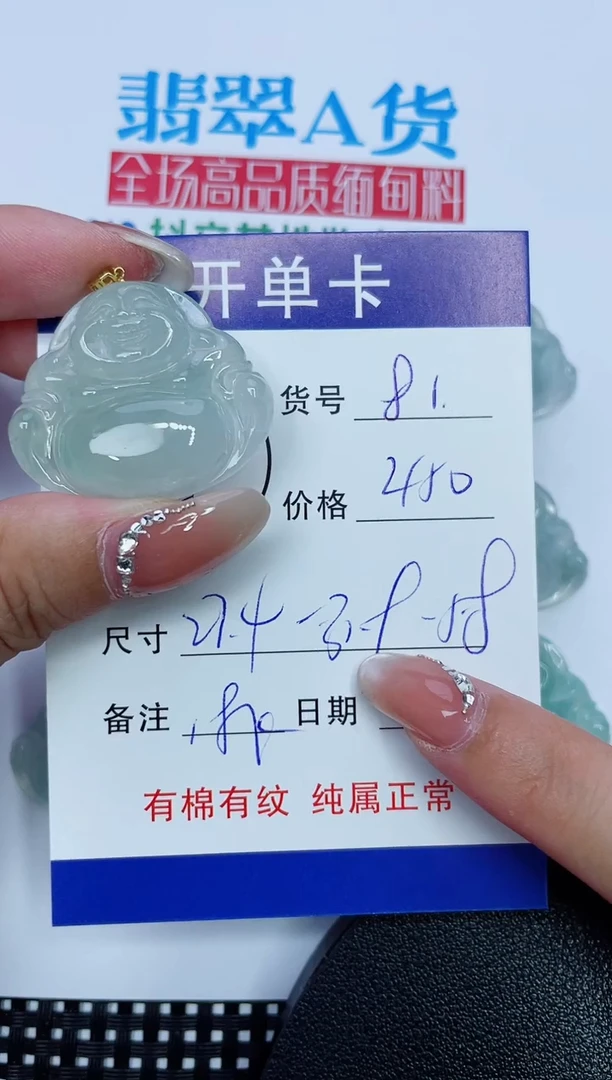 翡翠A货
全场高品质缅甸料
开单卡
货号 81.
价格 480
尺寸
备注 日期
有棉有纹 纯属正常